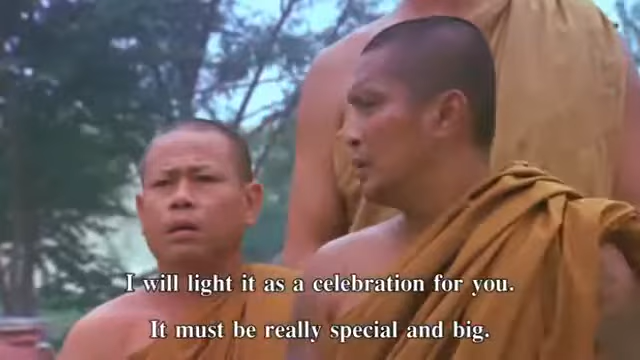 I will light it as a celebration for you.
It must be really special and big.